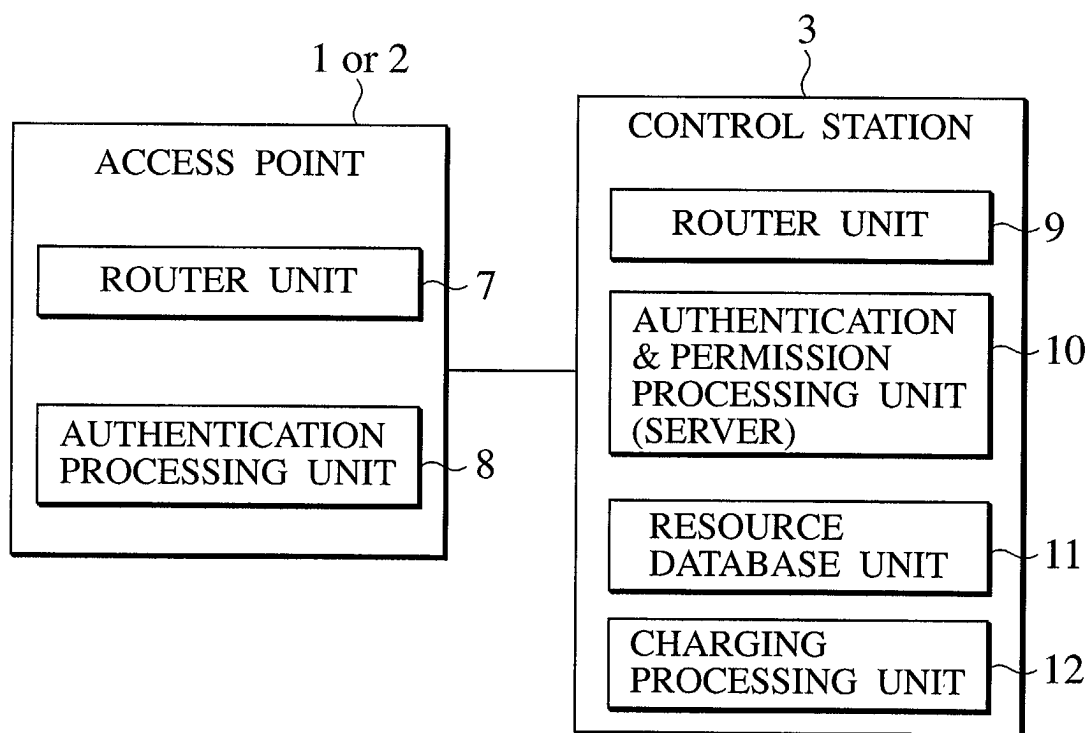 1 or 2
ACCESS POINT
ROUTER UNIT
7
AUTHENTICATION
PROCESSING UNIT
8
3
CONTROL STATION
ROUTER UNIT
9
AUTHENTICATION
& PERMISSION
PROCESSING UNIT
(SERVER)
10
RESOURCE
DATABASE UNIT
11
CHARGING
PROCESSING UNIT
12